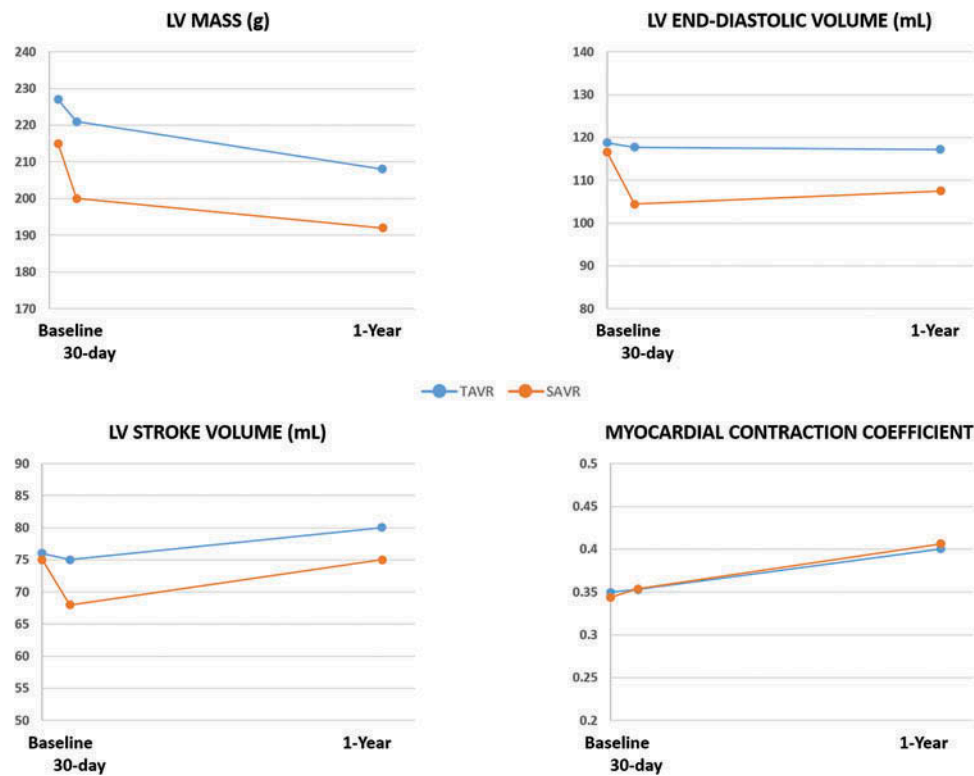 LV MASS (g)
240
230
220
210
200
190
180
170
Baseline 1-Year
30-day
LV END-DIASTOLIC VOLUME (mL)
140
130
120
110
100
90
80
Baseline 1-Year
30-day
TAVR SAVR
LV STROKE VOLUME (mL)
90
85
80
75
70
65
60
55
50
Baseline 1-Year
30-day
MYOCARDIAL CONTRACTION COEFFICIENT
0.5
0.45
0.4
0.35
0.3
0.25
0.2
Baseline 1-Year
30-day